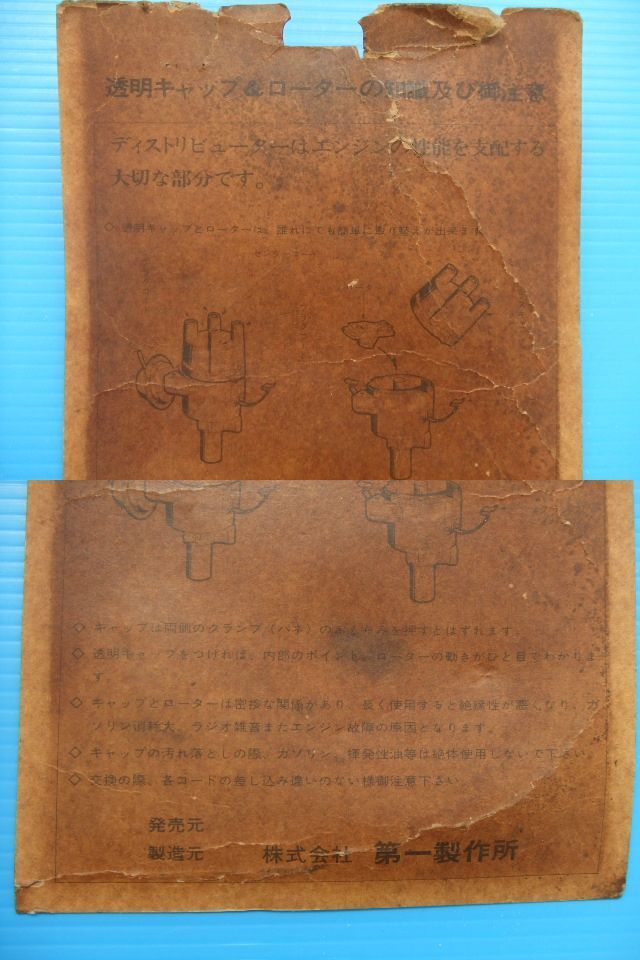 透明キャップ&ローターの知識及び御注意
ディストリビューターはエンジンの性能を支配する
大切な部分です。
◇ 透明キャップとローターは、誰れにでも簡単に取り替えが出来ます
センターコード
◇ キャップは両側のクランプ（バネ）の を押すとはずれます
◇ 透明キャップをつければ、内部のポイント、ローターの動きがひと目でわかりま
す。
◇ キャップとローターは密接な関係があり、長く使用すると絶縁性が悪くなり、ガ
ソリン消耗大、ラジオ雑音またエンジン故障の原因となります。
◇ キャップの汚れ落としの際、ガソリン、揮発性油等は絶体使用しないで下さい。
◇ 交換の際、各コードの差し込み違いのない様御注意下さい
発売元
製造元 株式会社 第一製作所